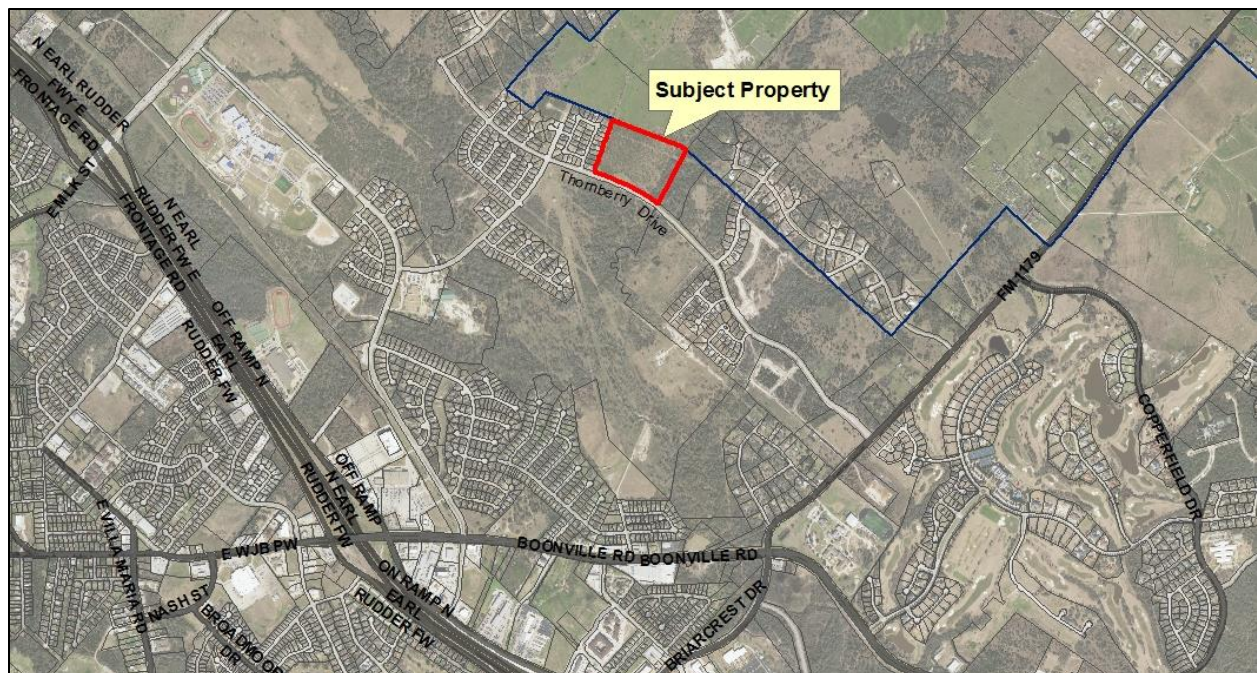 N EARL RUDDER
FWY E
FRONTAGE RD
E MLK ST
N EARL
RUDDER FW E
FRONTAGE RD
OFF RAMP N
EARL
RUDDER FW
Subject Property
Thornberry Drive
FM 1179
COPPERFIELD DR
OFF RAMP
N EARL
RUDDER FW
E VILLA MARIA RD
E WJB PW
BOONVILLE RD BOONVILLE RD
NASH ST
BROADMOOR
DR
ON RAMP N
EARL
RUDDER FW
BRIARCREST DR